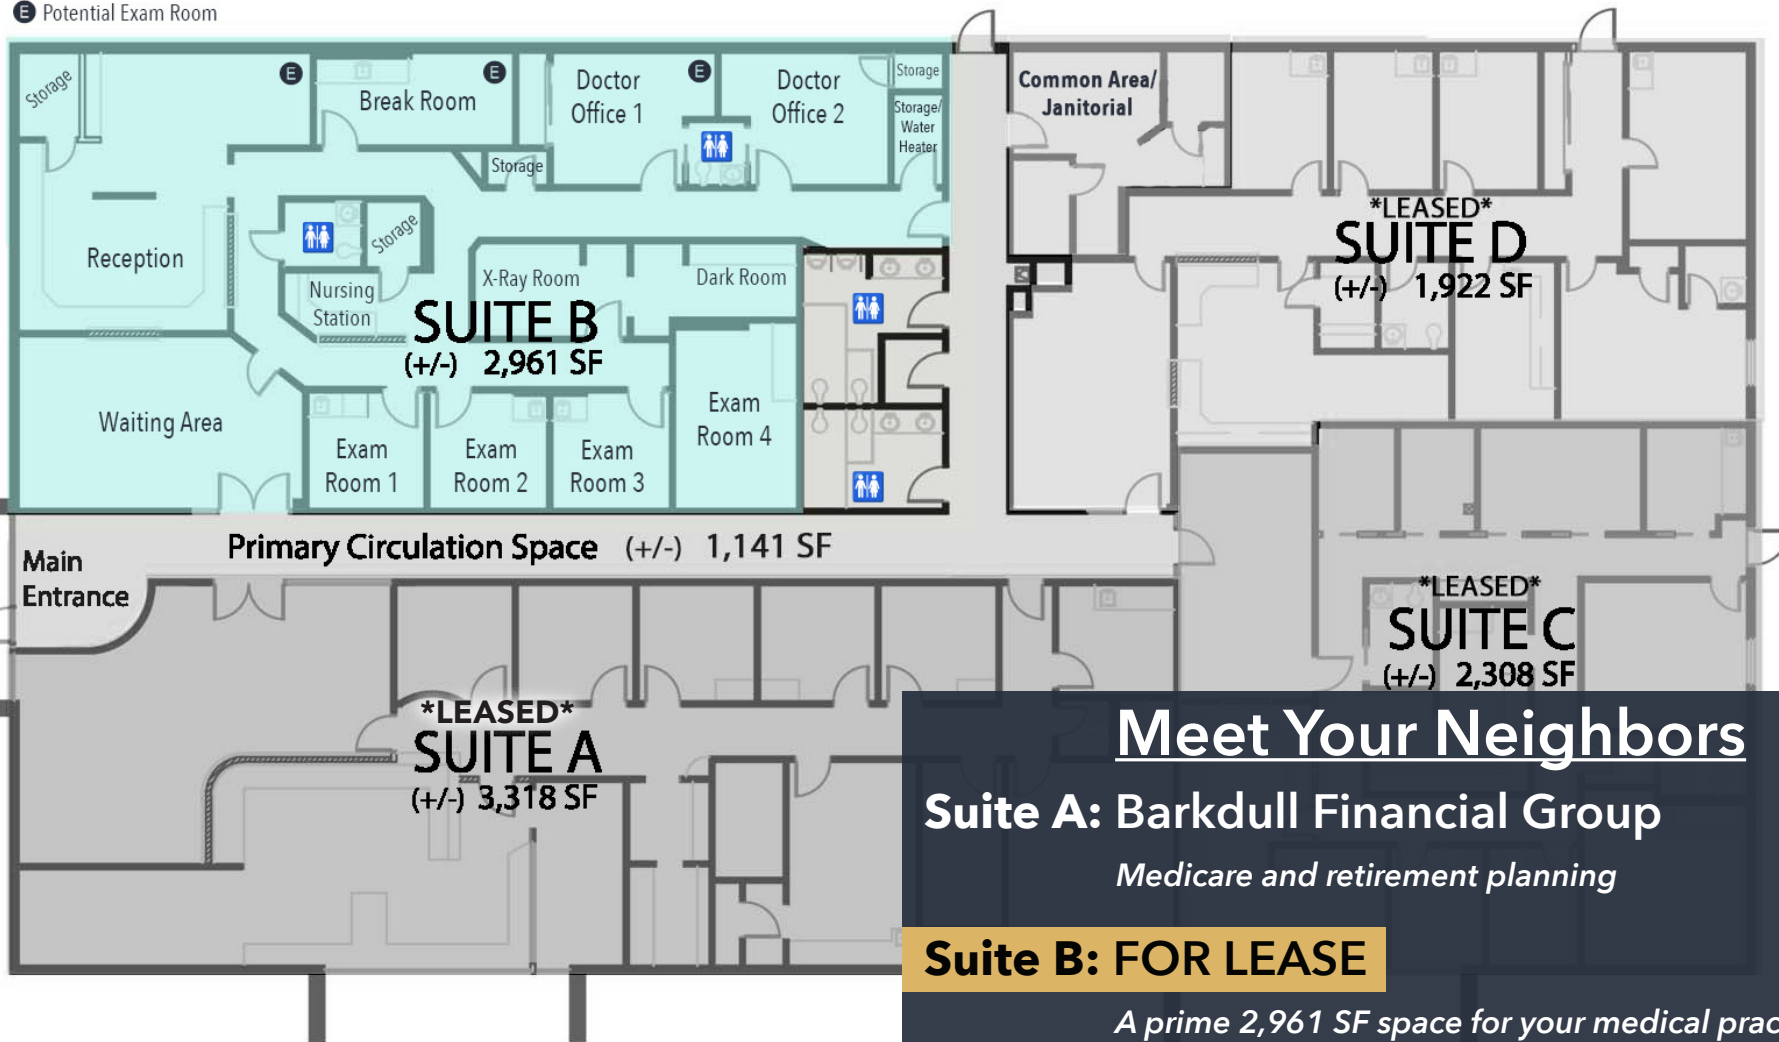 E Potential Exam Room
Storage
E
Break Room
E
Doctor
Office 1
E
Doctor
Office 2
Storage
Storage/
Water
Heater
Storage
Reception
Storage
Nursing
Station
X-Ray Room
Dark Room
SUITE B
(+/-) 2,961 SF
Waiting Area
Exam
Room 1
Exam
Room 2
Exam
Room 3
Exam
Room 4
Common Area/
Janitorial
*LEASED*
SUITE D
(+/-) 1,922 SF
Main
Entrance
Primary Circulation Space (+/-) 1,141 SF
*LEASED*
SUITE C
(+/-) 2,308 SF
*LEASED*
SUITE A
(+/-) 3,318 SF
Meet Your Neighbors
Suite A: Barkdull Financial Group
Medicare and retirement planning
Suite B: FOR LEASE
A prime 2,961 SF space for your medical prac